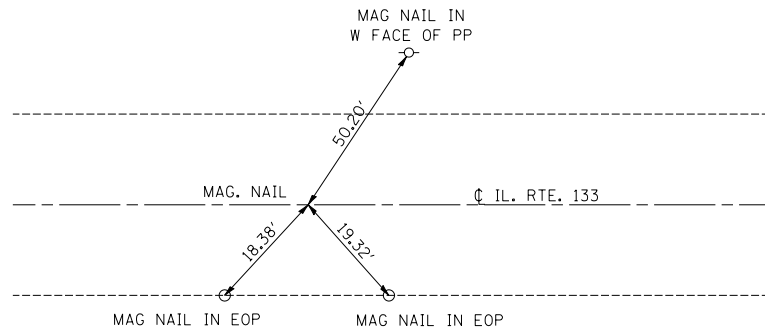 MAG NAIL IN
W FACE OF PP
50.20'
MAG. NAIL
℄ IL. RTE. 133
18.38'
19.32'
MAG NAIL IN EOP
MAG NAIL IN EOP